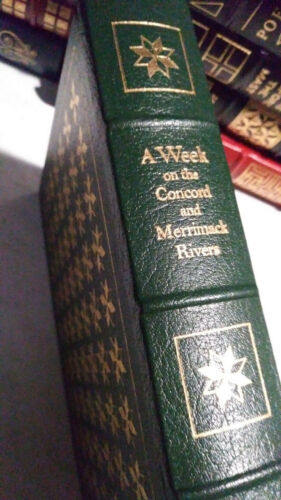 A Week
on the
Concord
and
Merrimack
Rivers